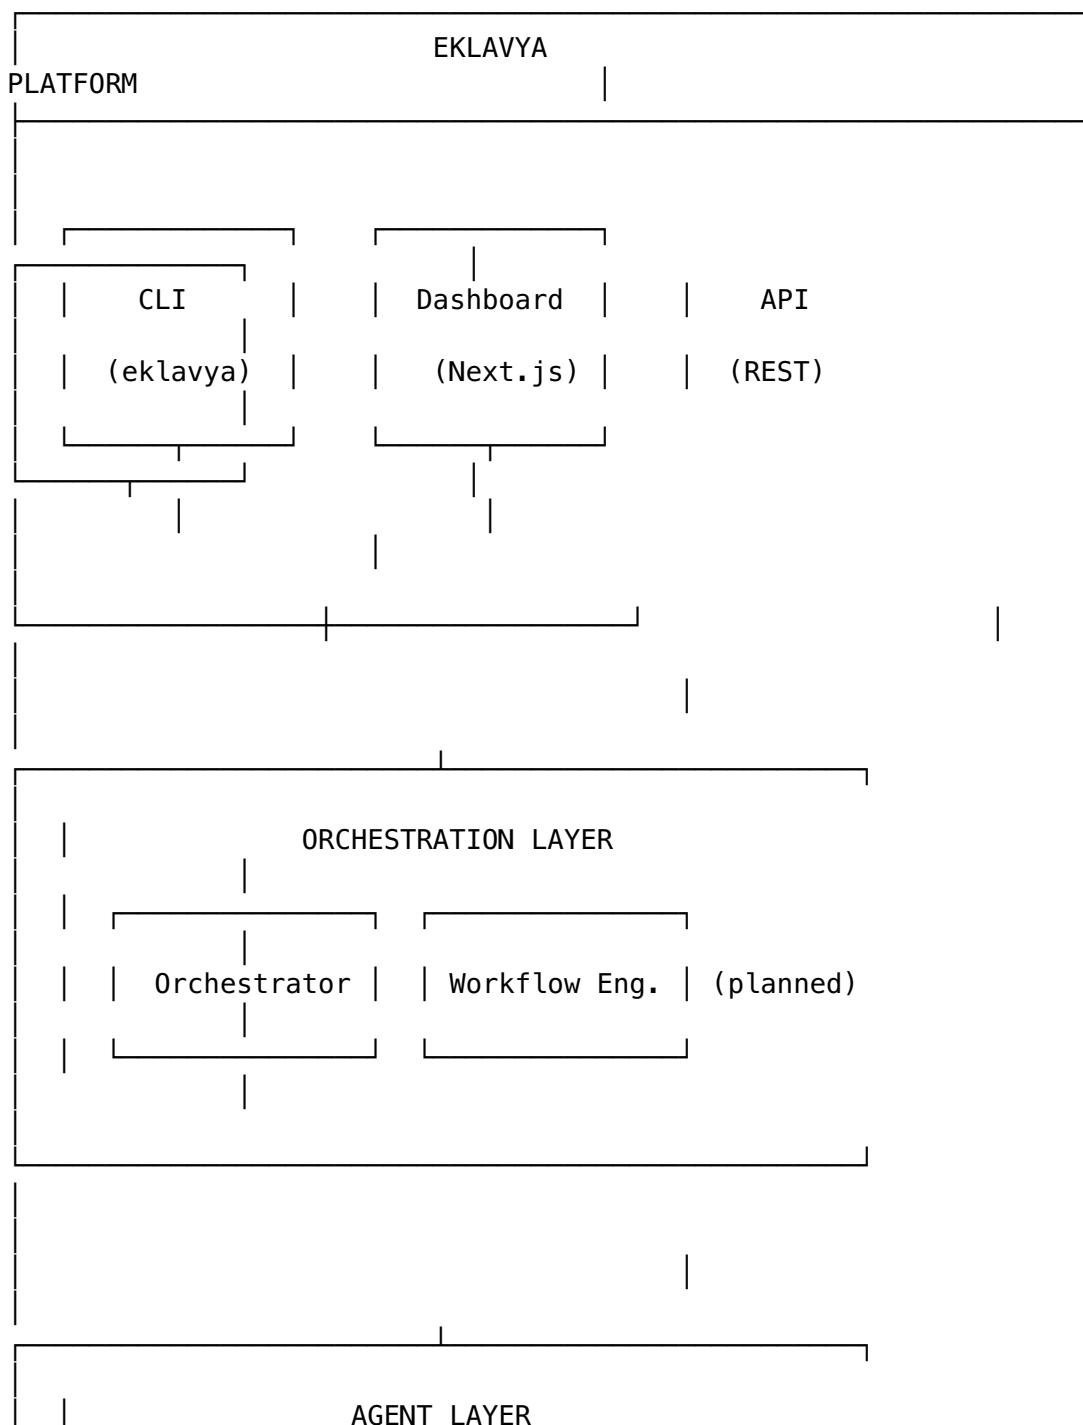 EKLAVYA
PLATFORM
CLI Dashboard API
(eklavya) (Next.js) (REST)
ORCHESTRATION LAYER
Orchestrator Workflow Eng. (planned)
AGENT LAYER